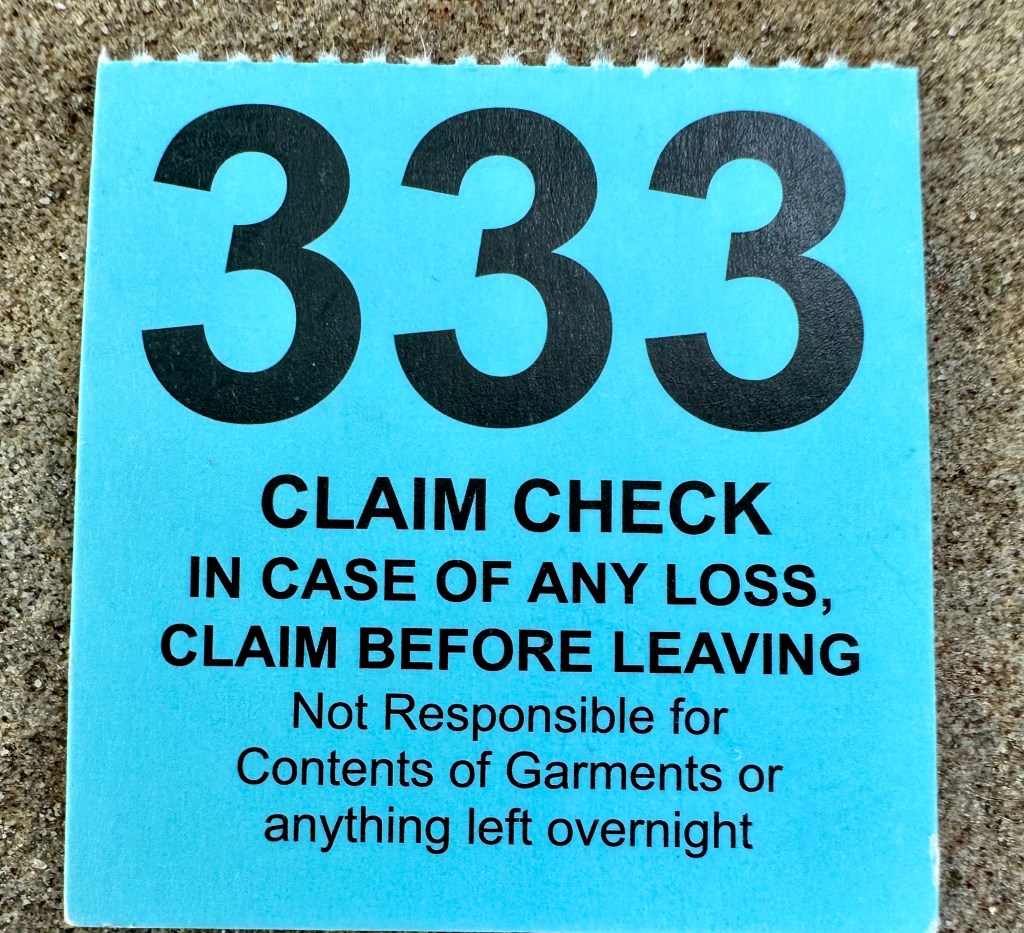 333
CLAIM CHECK
IN CASE OF ANY LOSS,
CLAIM BEFORE LEAVING
Not Responsible for
Contents of Garments or
anything left overnight